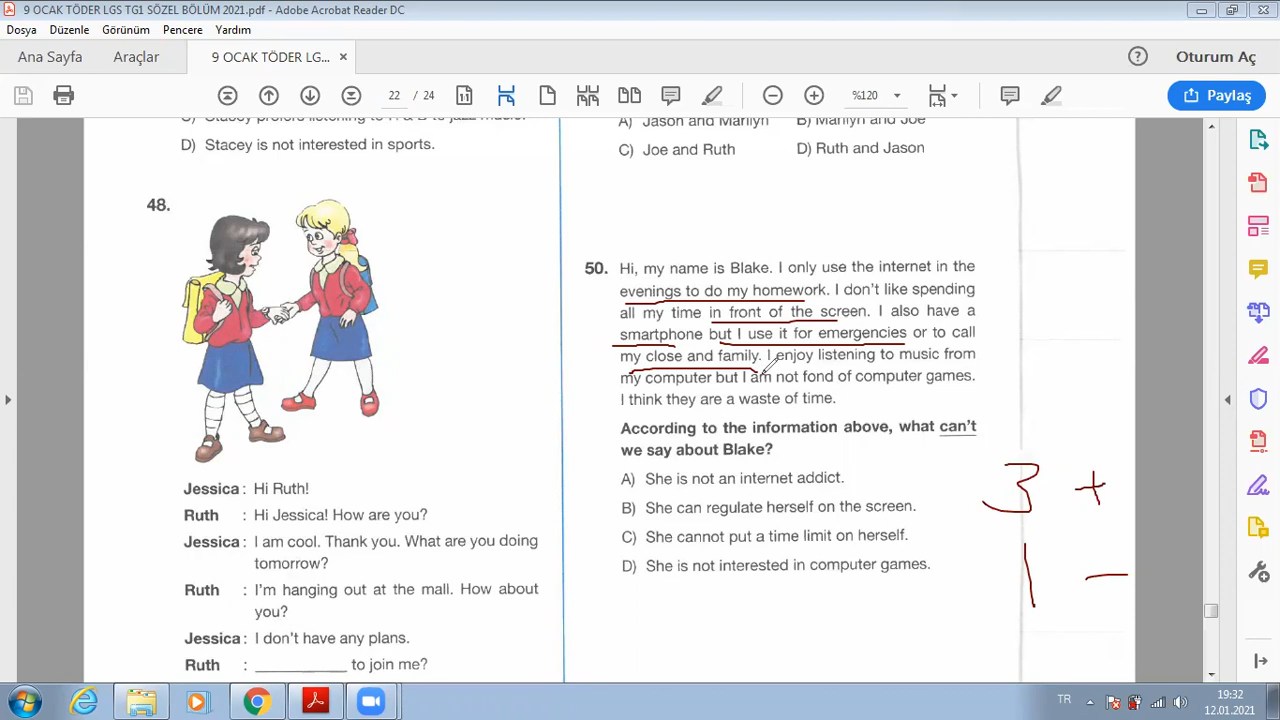 9 OCAK TÖDER LGS TG1 SÖZEL BÖLÜM 2021.pdf - Adobe Acrobat Reader DC
Dosya Düzenle Görünüm Pencere Yardım
Ana Sayfa Araçlar 9 OCAK TÖDER LG... × Oturum Aç
22 / 24 %120 Paylaş
D) Stacey is not interested in sports.
48.
Jessica : Hi Ruth!
Ruth : Hi Jessica! How are you?
Jessica : I am cool. Thank you. What are you doing
tomorrow?
Ruth : I'm hanging out at the mall. How about
you?
Jessica : I don't have any plans.
Ruth : ______________ to join me?
A) Jason and Marilyn B) Marilyn and Joe
C) Joe and Ruth D) Ruth and Jason
50. Hi, my name is Blake. I only use the internet in the
evenings to do my homework. I don't like spending
all my time in front of the screen. I also have a
smartphone but I use it for emergencies or to call
my close and family. I enjoy listening to music from
my computer but I am not fond of computer games.
I think they are a waste of time.
According to the information above, what can't
we say about Blake?
A) She is not an internet addict.
B) She can regulate herself on the screen.
C) She cannot put a time limit on herself.
D) She is not interested in computer games.
3 +
1 –
TR 19:32
12.01.2021